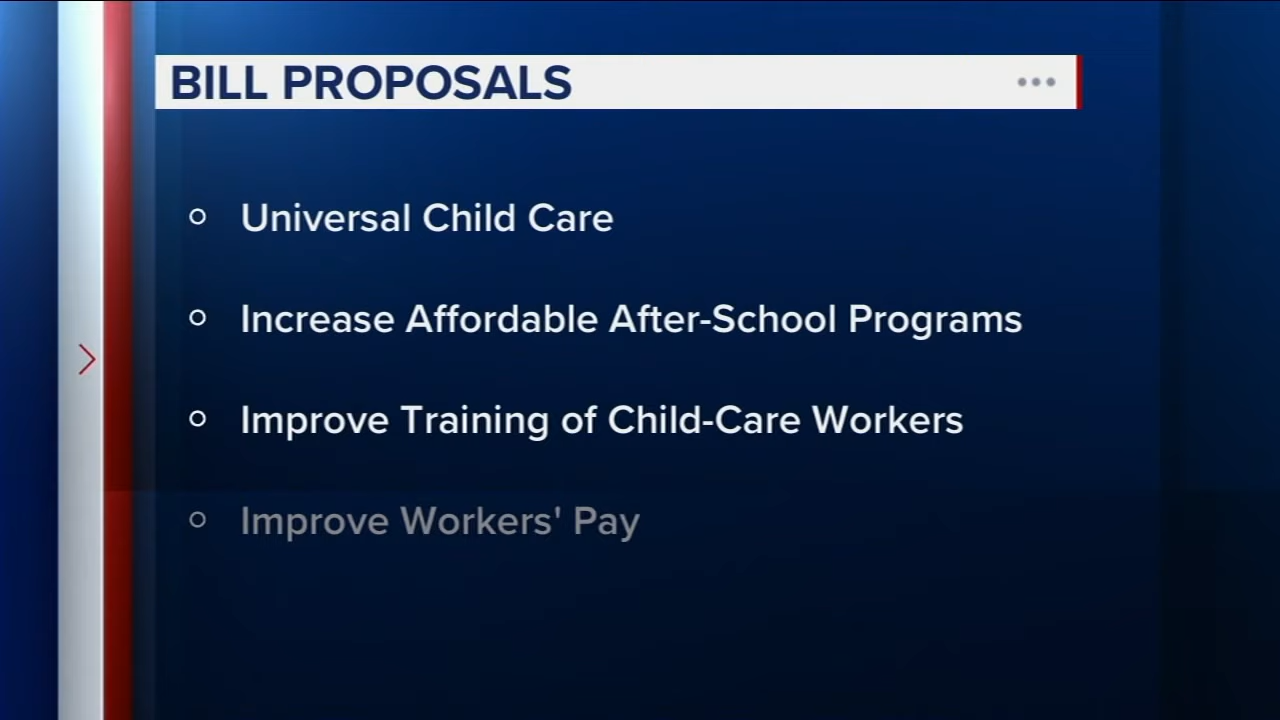 BILL PROPOSALS
Universal Child Care
Increase Affordable After-School Programs
Improve Training of Child-Care Workers
Improve Workers' Pay